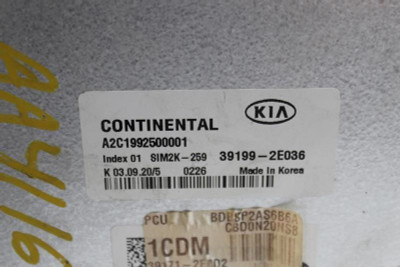 CONTINENTAL
KIA
A2C1992500001
Index 01 SIM2K-259 39199-2E036
K 03.09.20/5 0226 Made in Korea
PCU
1CDM